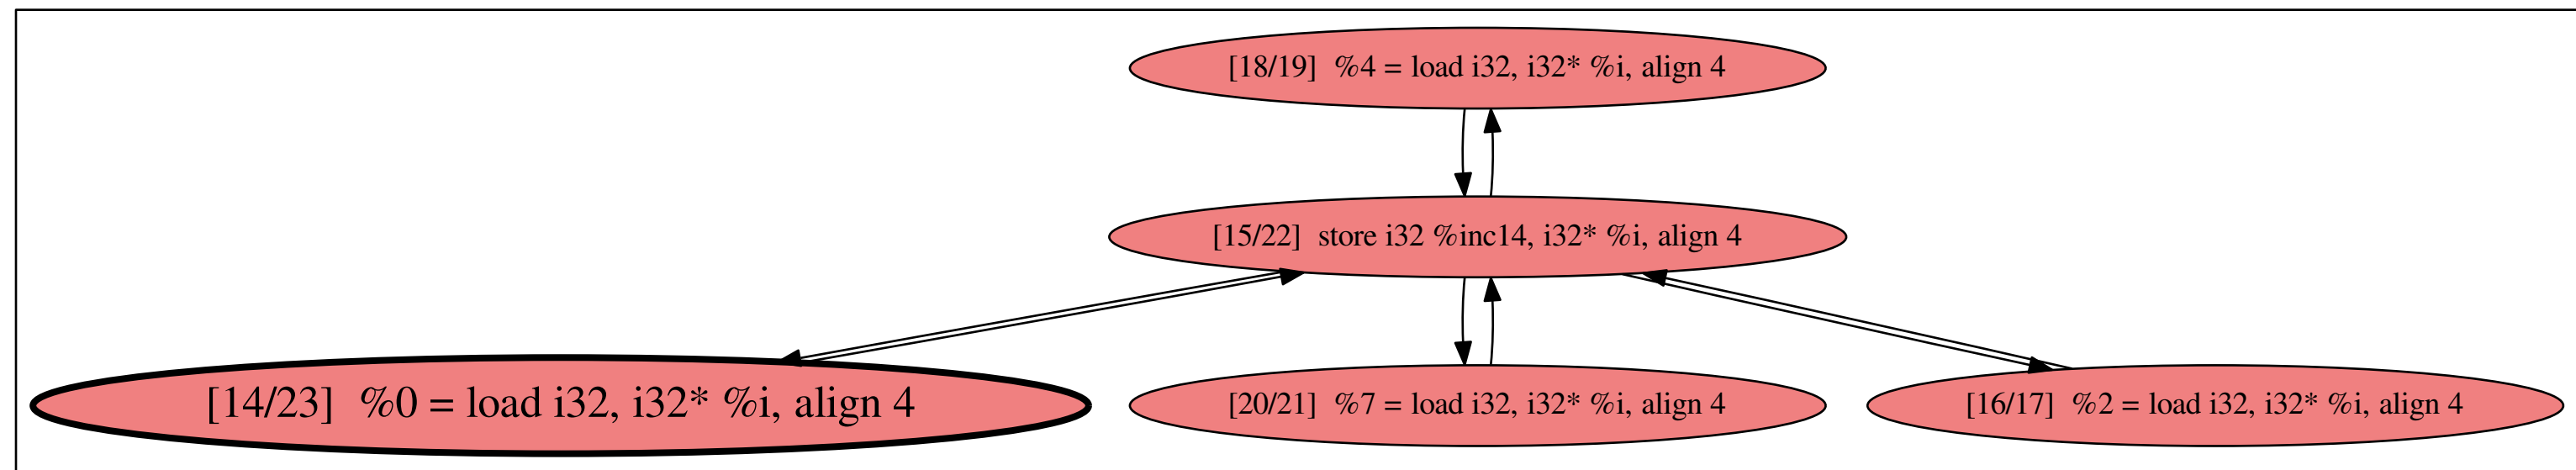 [18/19]  %4 = load i32, i32* %i, align 4
[15/22]  store i32 %inc14, i32* %i, align 4
[14/23]  %0 = load i32, i32* %i, align 4
[20/21]  %7 = load i32, i32* %i, align 4
[16/17]  %2 = load i32, i32* %i, align 4